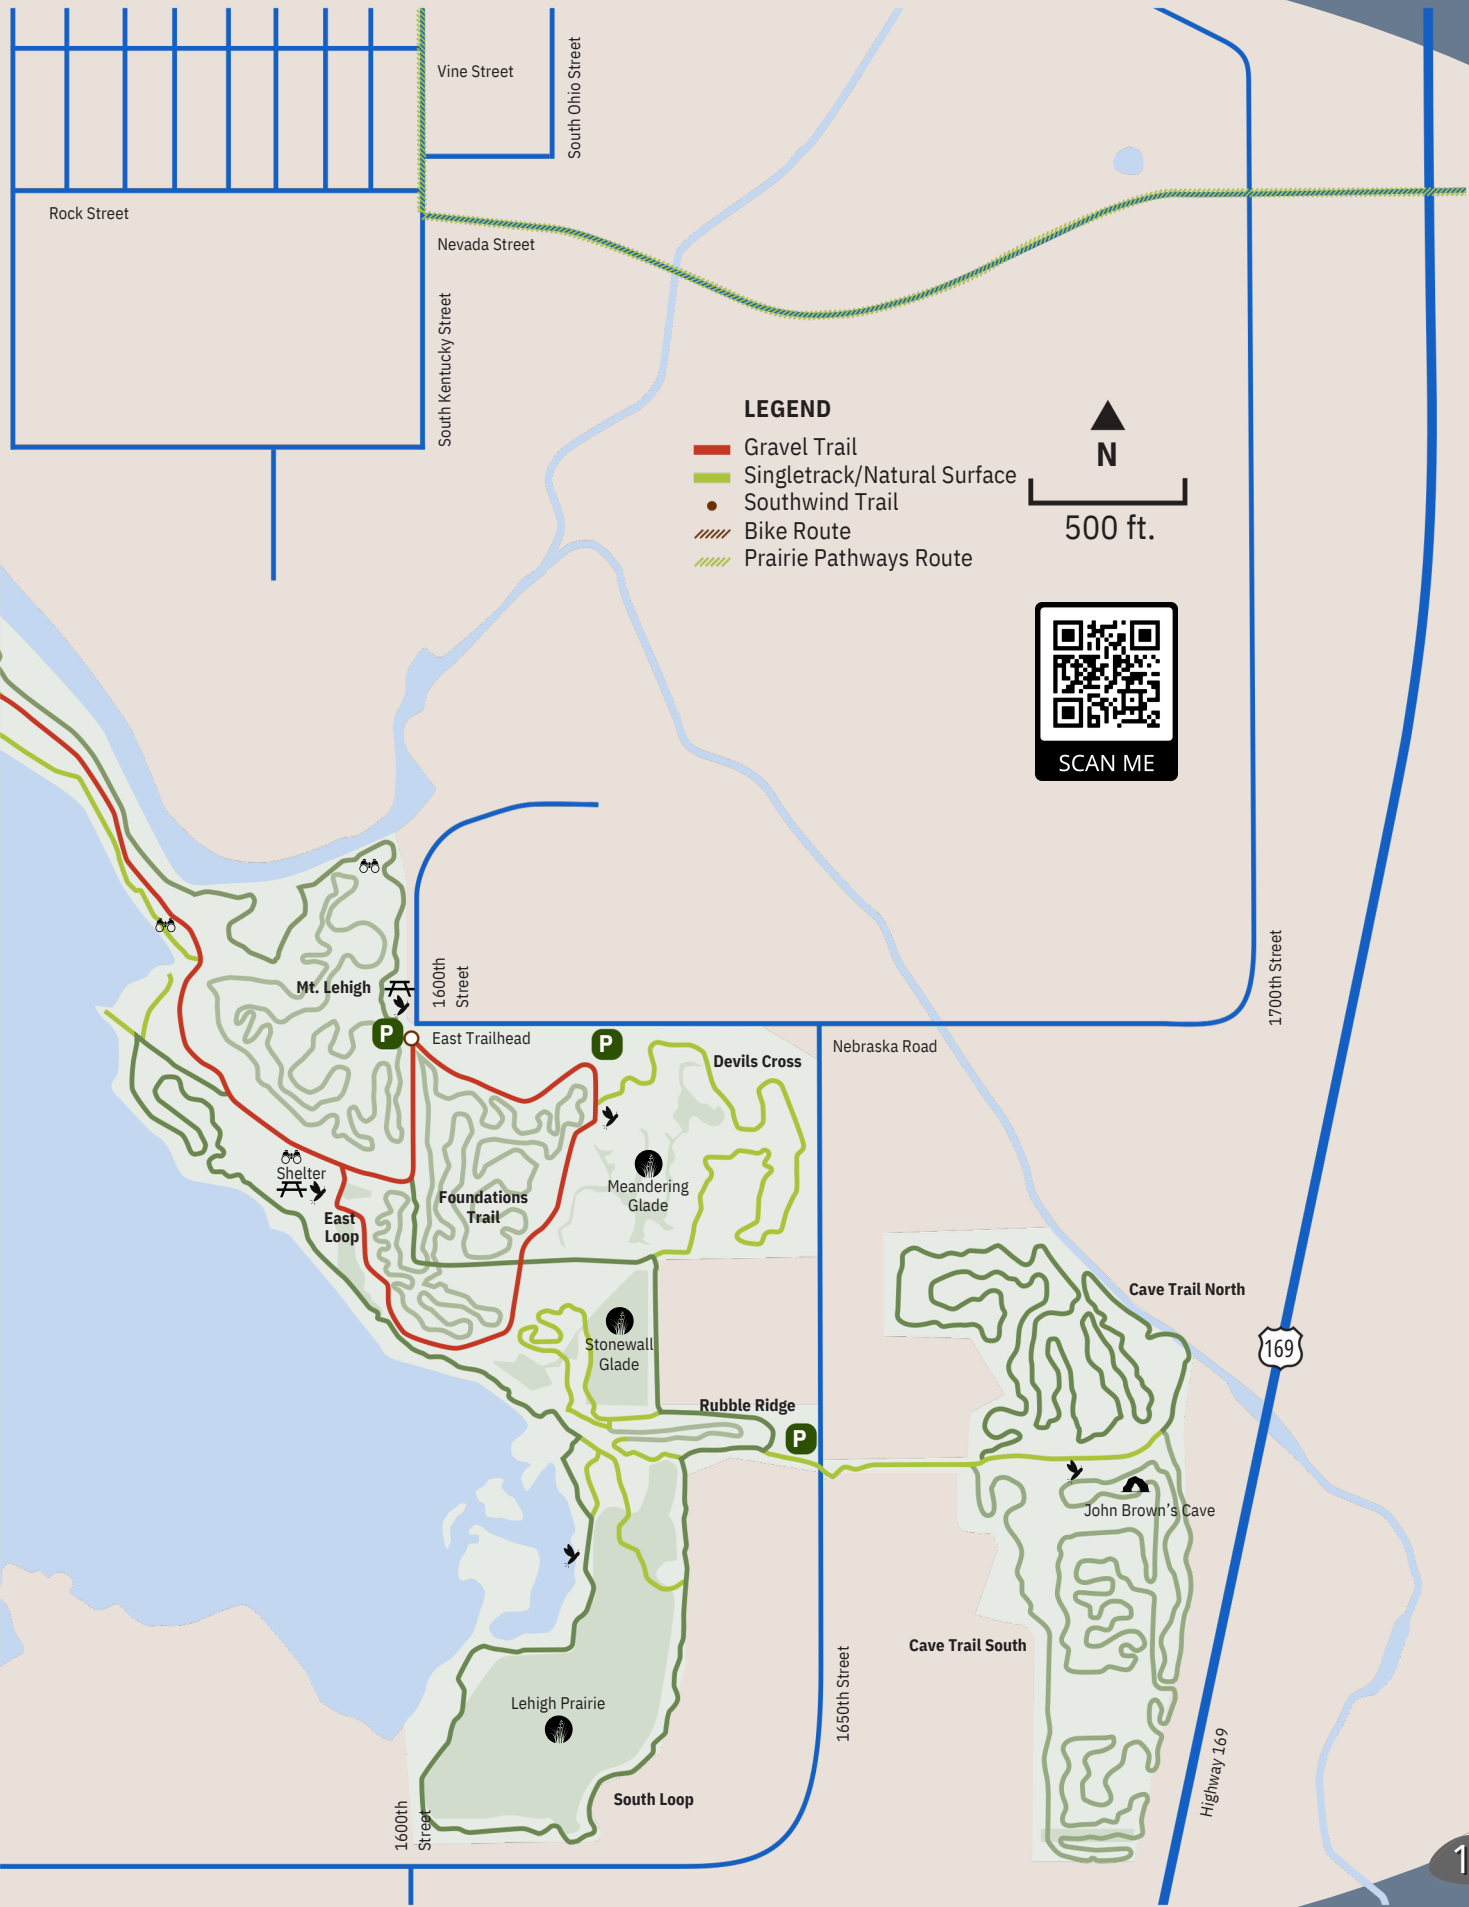 Vine Street
South Ohio Street
Rock Street
Nevada Street
South Kentucky Street
LEGEND
Gravel Trail
Singletrack/Natural Surface
Southwind Trail
Bike Route
Prairie Pathways Route
N
500 ft.
SCAN ME
1600th
Street
1700th Street
Mt. Lehigh
P
East Trailhead
P
Nebraska Road
Devils Cross
Shelter
Meandering
Glade
Foundations
Trail
East
Loop
Cave Trail North
169
Stonewall
Glade
Rubble Ridge
P
John Brown's Cave
Cave Trail South
1650th Street
Lehigh Prairie
Highway 169
South Loop
1600th
Street
1